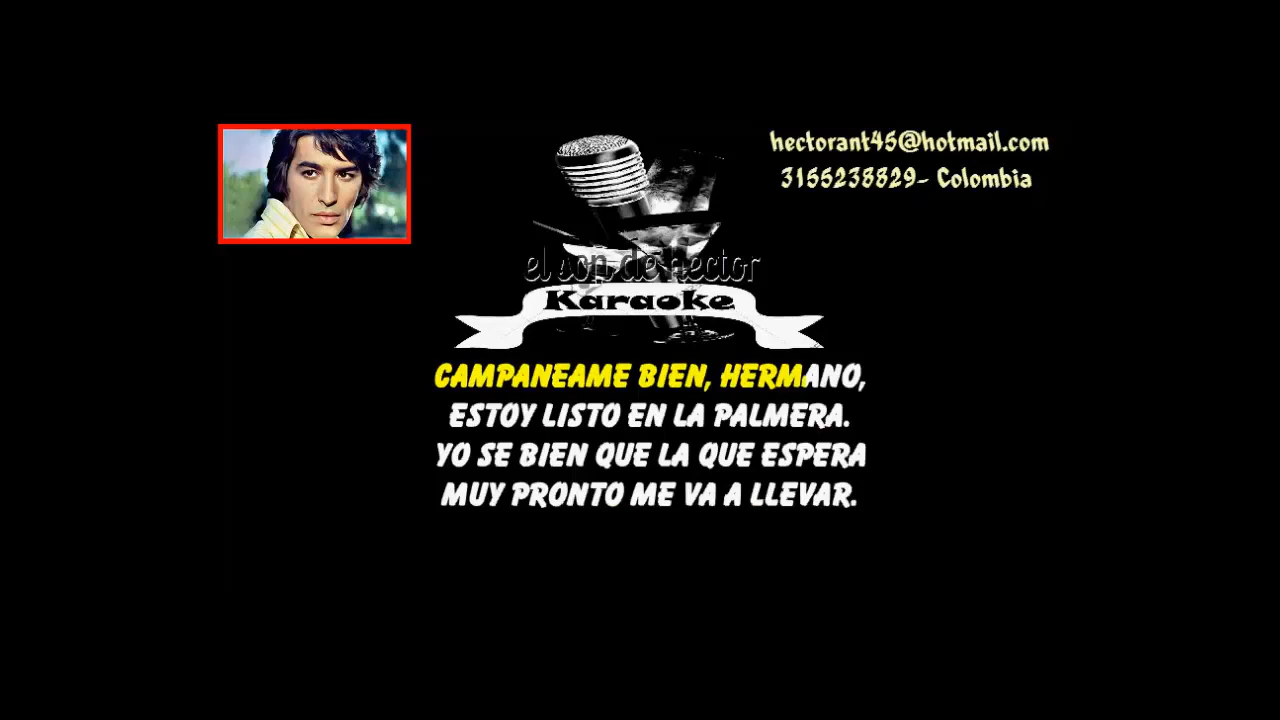 hectorant45@hotmail.com
3155238829- Colombia
el son de hector
Karaoke
CAMPANEAME BIEN, HERMANO,
ESTOY LISTO EN LA PALMERA.
YO SE BIEN QUE LA QUE ESPERA
MUY PRONTO ME VA A LLEVAR.